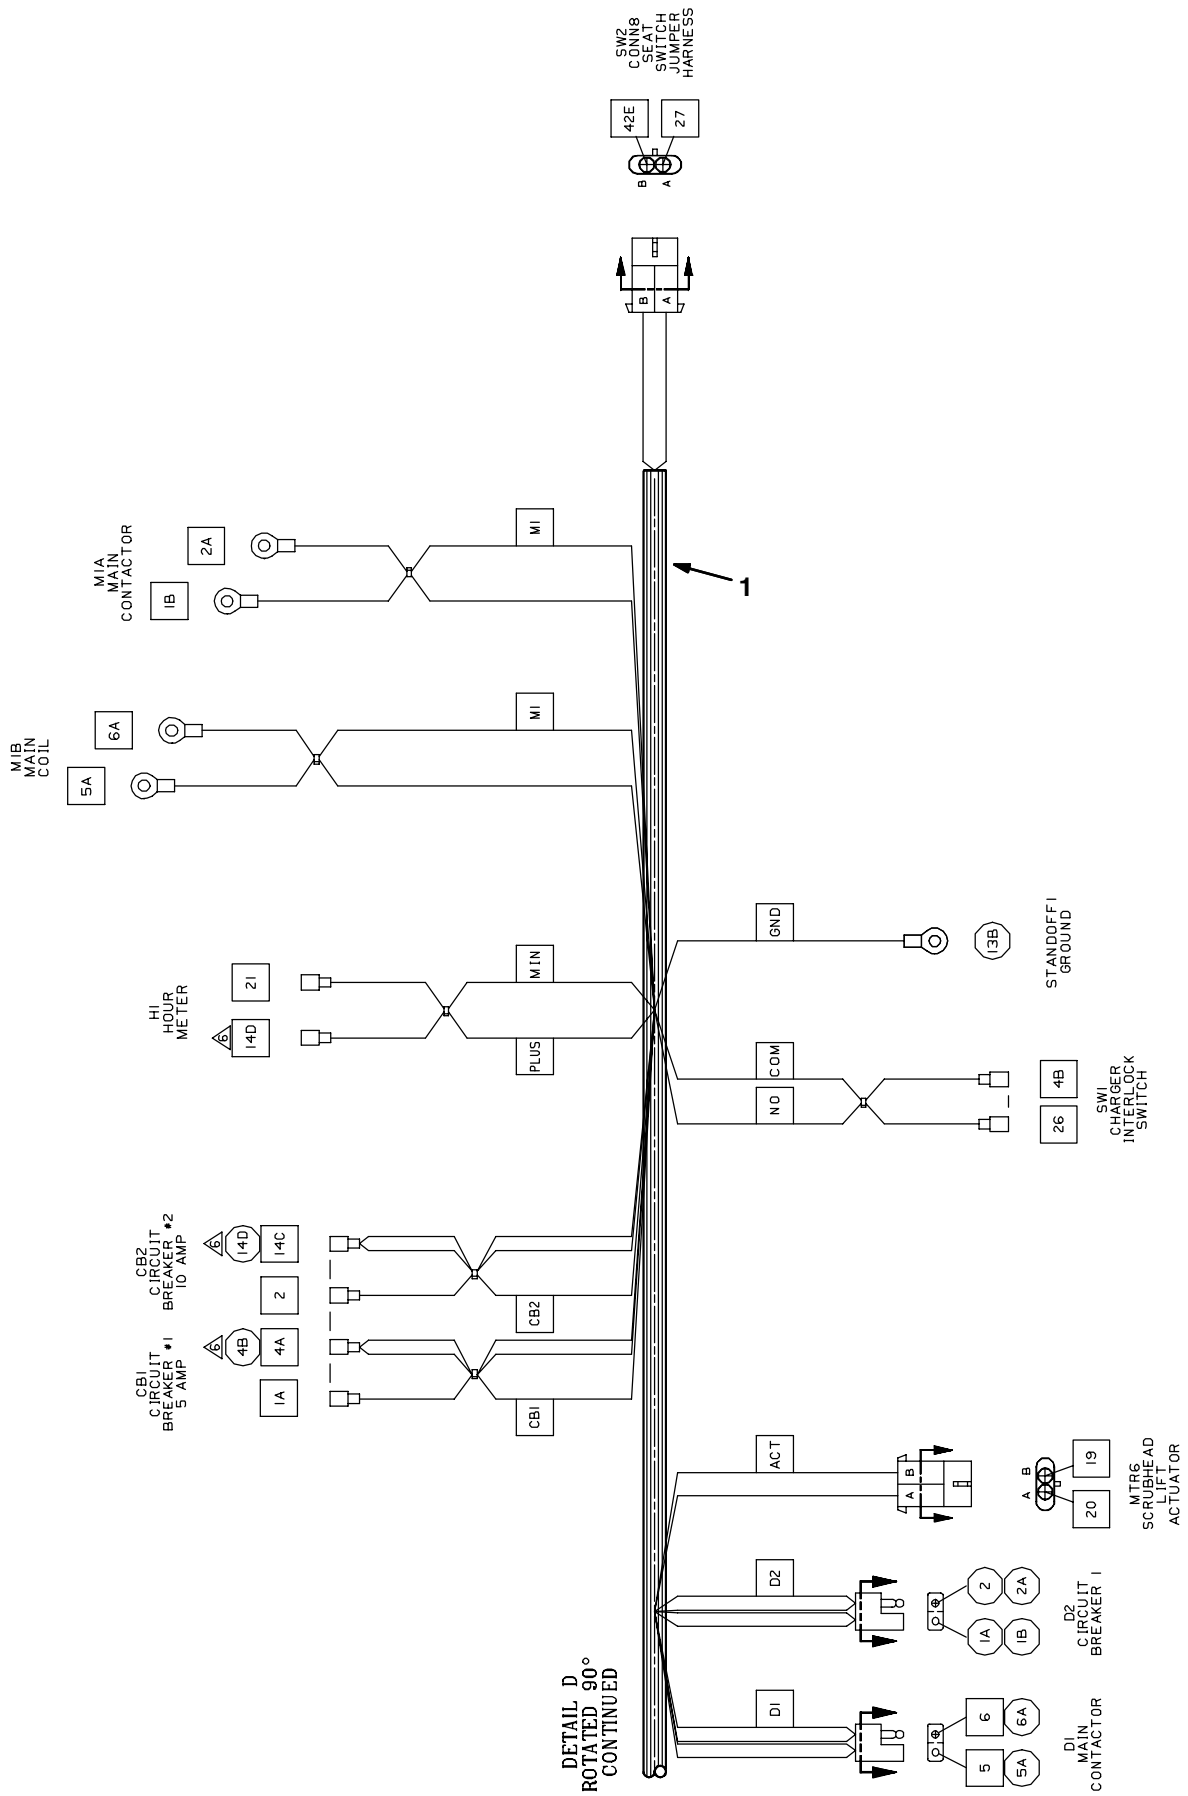 SW2
CONN8
SEAT
SWITCH
JUMPER
HARNESS
42E
27
B
A
B
A
M1A
MAIN
CONTACTOR
2A
1B
M1
1
M1B
MAIN
COIL
6A
5A
M1
H1
HOUR
METER
21
6
14D
MIN
PLUS
GND
13B
STANDOFF1
GROUND
COM
NO
4B
26
SW1
CHARGER
INTERLOCK
SWITCH
CB2
CIRCUIT
BREAKER #2
10 AMP
6
14D
14C
2
CB2
CB1
CIRCUIT
BREAKER #1
5 AMP
6
4B
4A
1A
CB1
ACT
B
A
B
A
19
20
MTR6
SCRUBHEAD
LIFT
ACTUATOR
D2
2
2A
1A
1B
D2
CIRCUIT
BREAKER 1
D1
6
6A
5
5A
D1
MAIN
CONTACTOR
DETAIL D
ROTATED 90°
CONTINUED